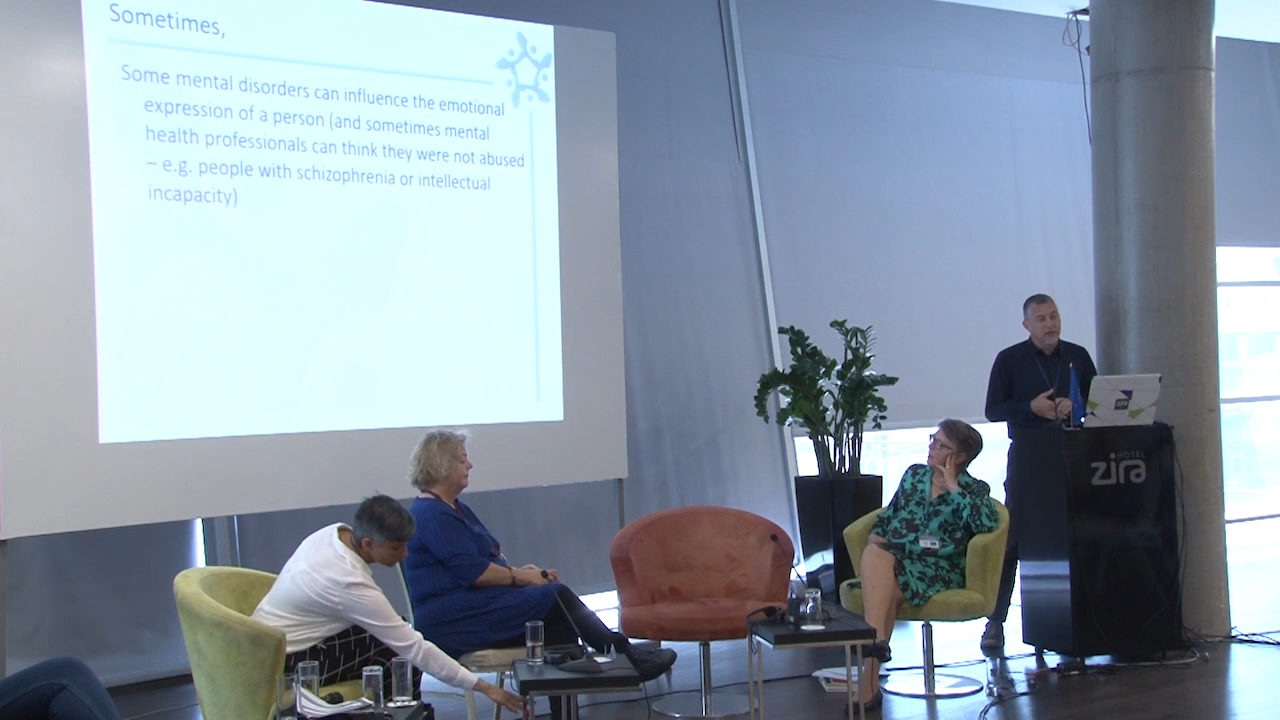 Sometimes,
Some mental disorders can influence the emotional
expression of a person (and sometimes mental
health professionals can think they were not abused
– e.g. people with schizophrenia or intellectual
incapacity)
HOTEL
zira